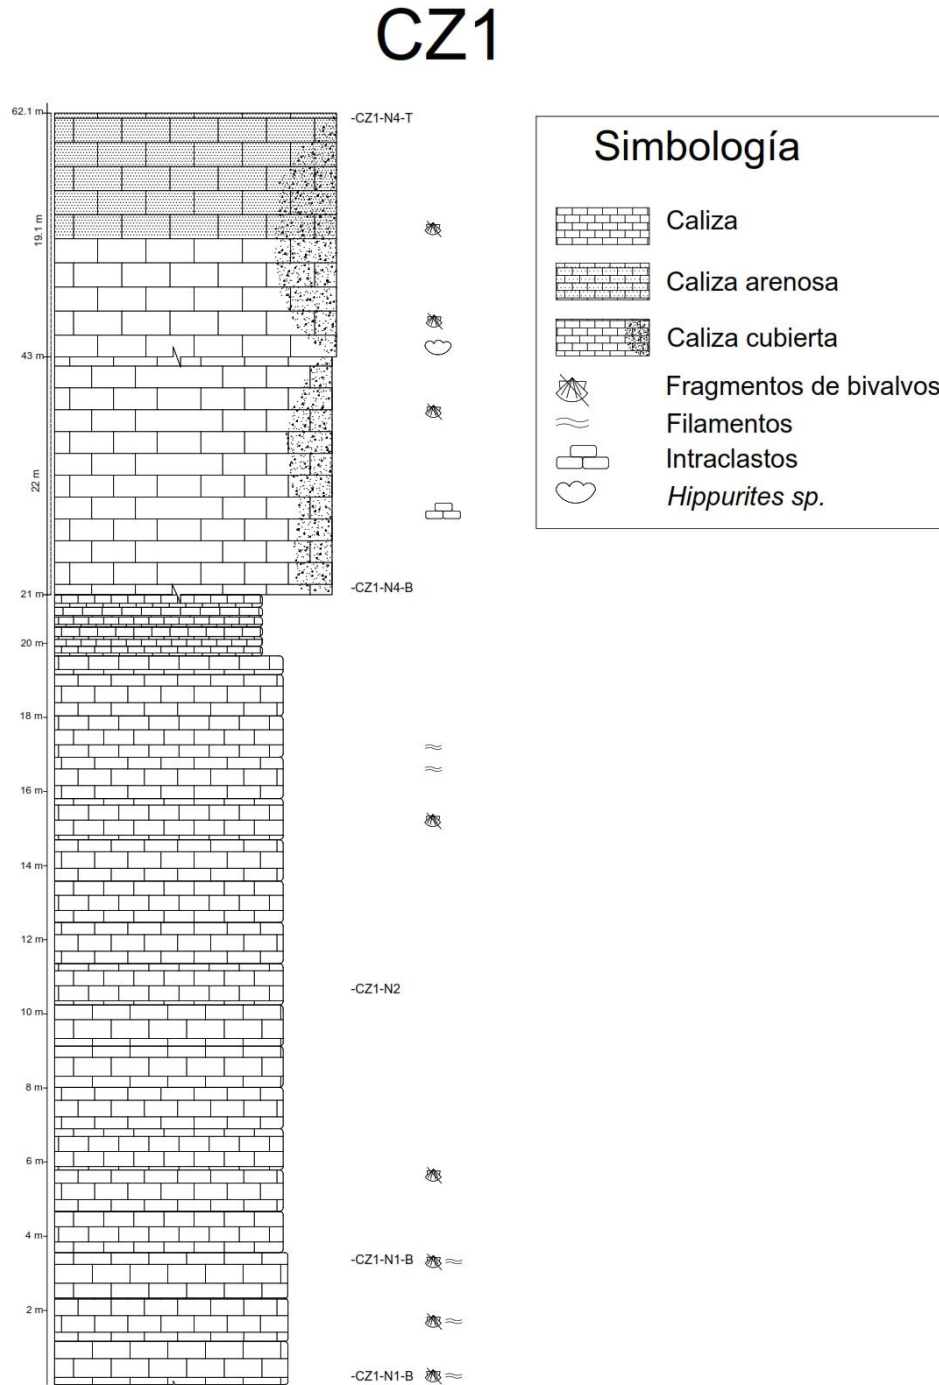 CZ1
62.1 m
-CZ1-N4-T
19.1 m
43 m
22 m
-CZ1-N4-B
21 m
20 m
18 m
16 m
14 m
12 m
-CZ1-N2
10 m
8 m
6 m
4 m
-CZ1-N1-B
2 m
-CZ1-N1-B
Simbología
Caliza
Caliza arenosa
Caliza cubierta
Fragmentos de bivalvos
Filamentos
Intraclastos
Hippurites sp.